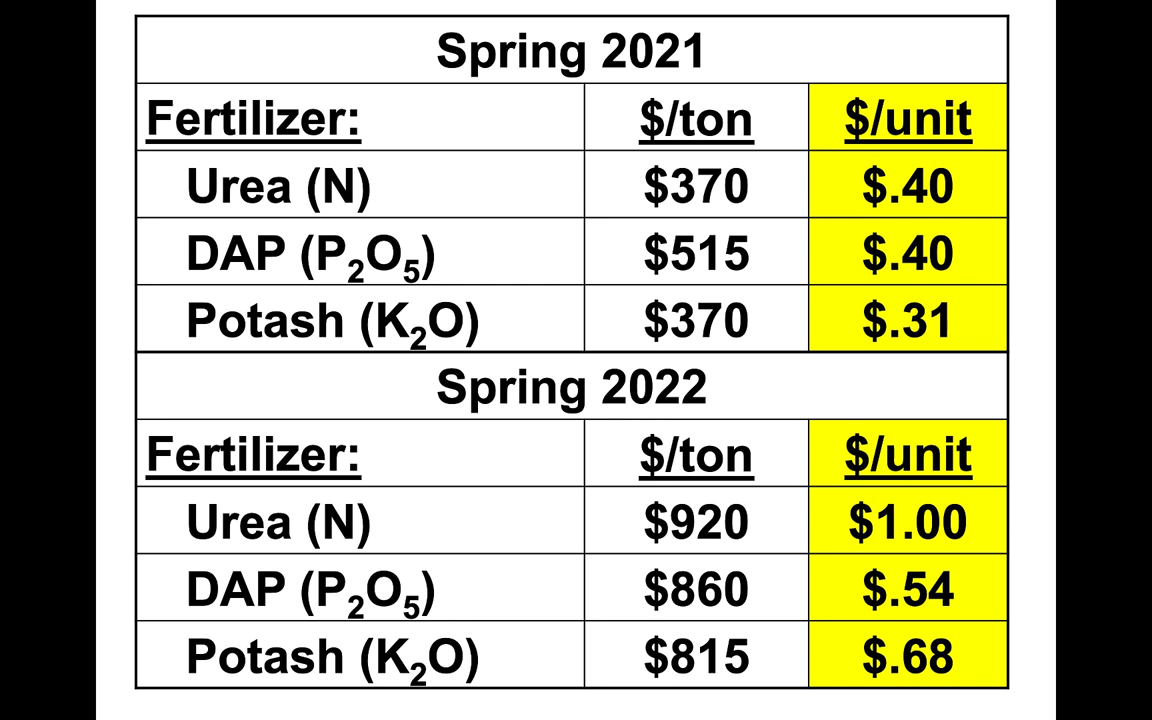 Spring 2021
Fertilizer: $/ton $/unit
Urea (N) $370 $.40
DAP (P₂O₅) $515 $.40
Potash (K₂O) $370 $.31
Spring 2022
Fertilizer: $/ton $/unit
Urea (N) $920 $1.00
DAP (P₂O₅) $860 $.54
Potash (K₂O) $815 $.68